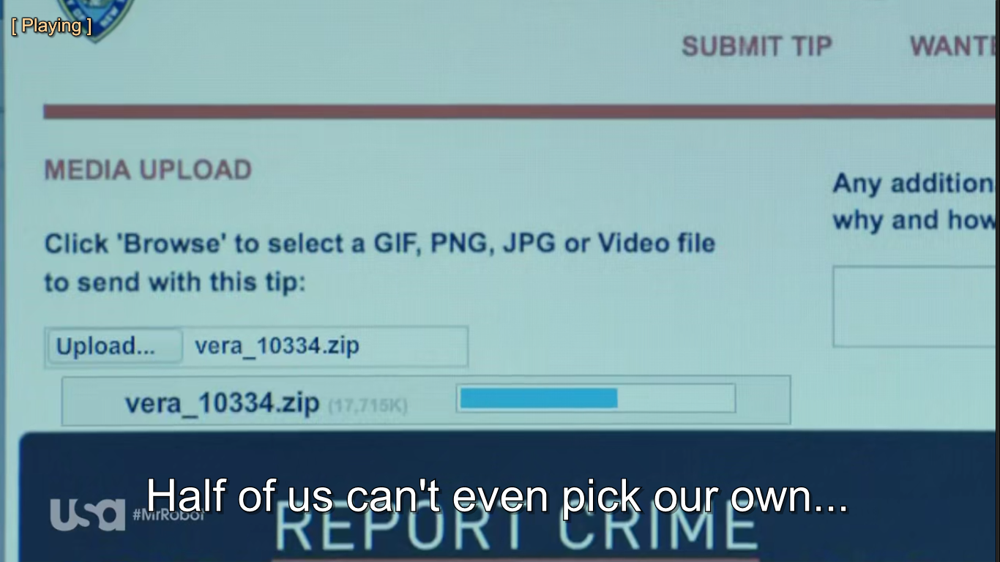 [ Playing ]
SUBMIT TIP
MEDIA UPLOAD
Click 'Browse' to select a GIF, PNG, JPG or Video file
to send with this tip:
Any addition
why and how
Upload... vera_10334.zip
vera_10334.zip (17,715K)
Half of us can't even pick our own...
usa #MrRobot
REPORT CRIME